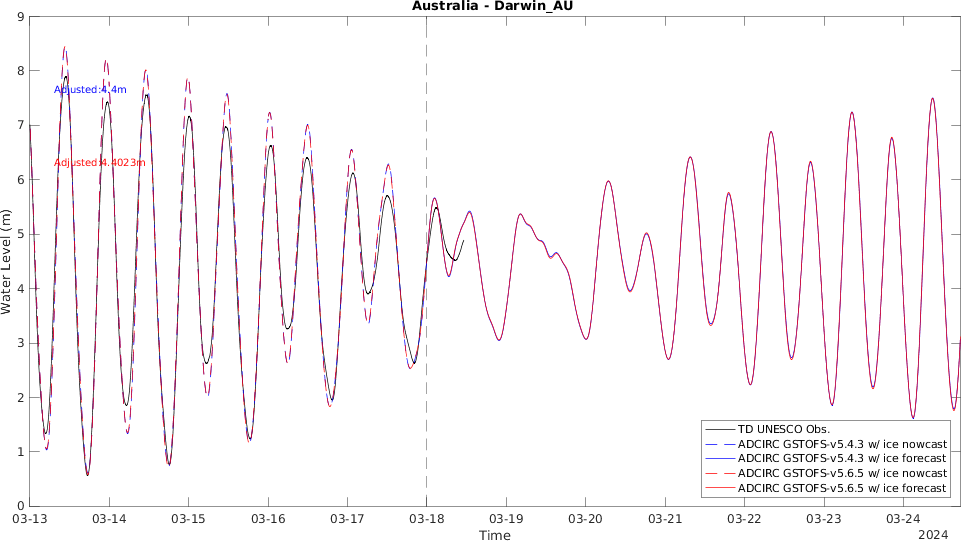 Australia - Darwin_AU
9
8
7
6
5
4
3
2
1
0
Water Level (m)
Adjusted:4.4m
Adjusted:4.4023m
TD UNESCO Obs.
ADCIRC GSTOFS-v5.4.3 w/ ice nowcast
ADCIRC GSTOFS-v5.4.3 w/ ice forecast
ADCIRC GSTOFS-v5.6.5 w/ ice nowcast
ADCIRC GSTOFS-v5.6.5 w/ ice forecast
03-13 03-14 03-15 03-16 03-17 03-18 03-19 03-20 03-21 03-22 03-23 03-24
Time
2024